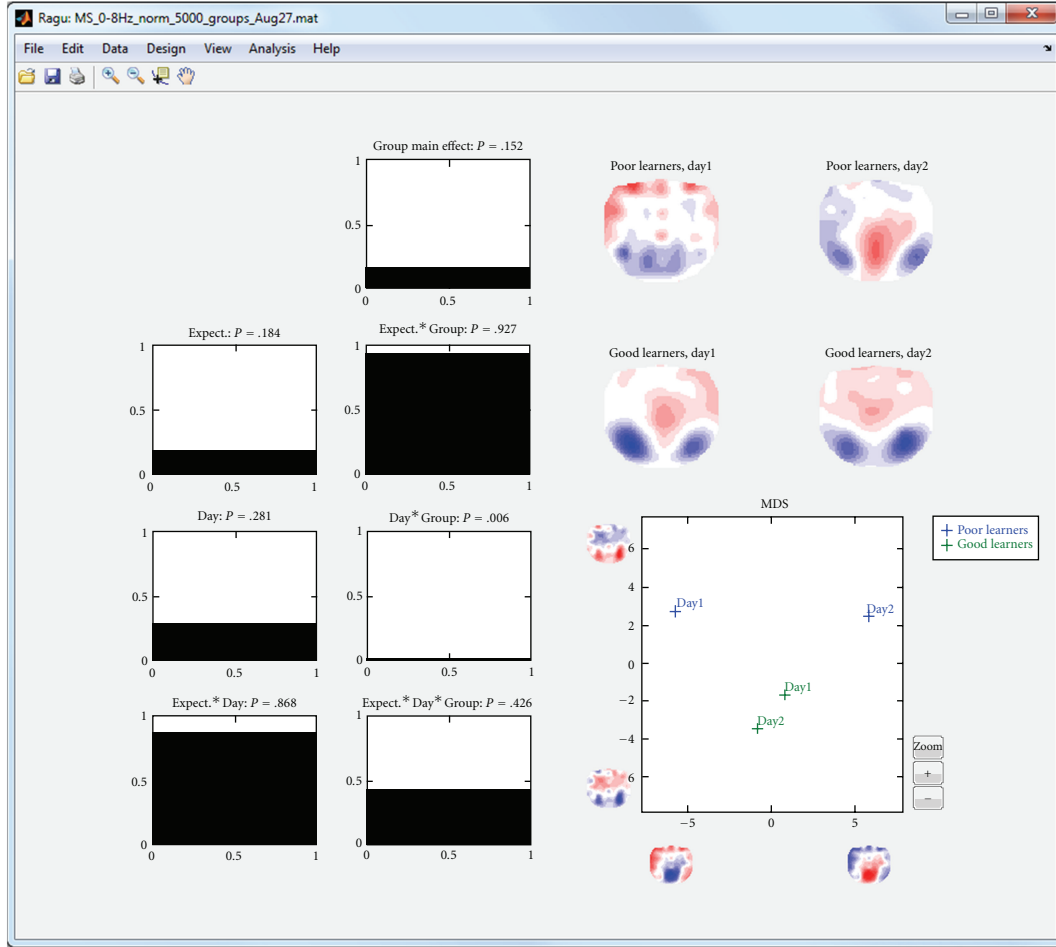 Ragu: MS_0-8Hz_norm_5000_groups_Aug27.mat
File Edit Data Design View Analysis Help
Group main effect: P = .152
1
0.5
0
0 0.5 1
Poor learners, day1
Poor learners, day2
Expect.: P = .184
1
0.5
0
0 0.5 1
Expect.* Group: P = .927
1
0.5
0
0 0.5 1
Good learners, day1
Good learners, day2
Day: P = .281
1
0.5
0
0 0.5 1
Day* Group: P = .006
1
0.5
0
0 0.5 1
Expect.* Day: P = .868
1
0.5
0
0 0.5 1
Expect.* Day* Group: P = .426
1
0.5
0
0 0.5 1
MDS
6
4
2
0
−2
−4
6
−5 0 5
Day1
Day2
Day1
Day2
+ Poor learners
+ Good learners
Zoom
+
−